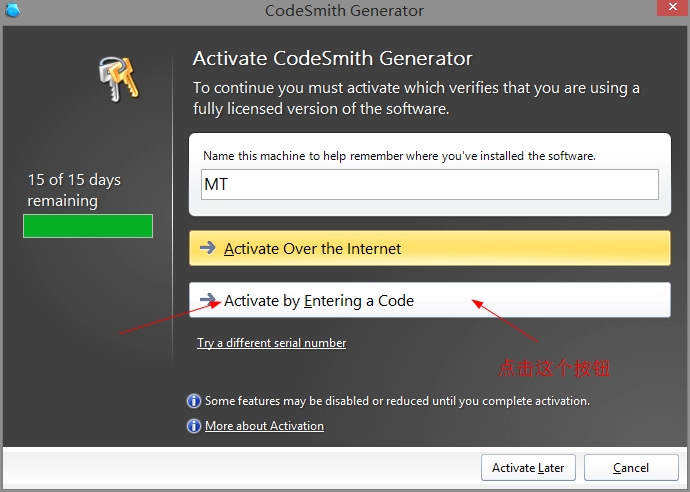 CodeSmith Generator
Activate CodeSmith Generator
To continue you must activate which verifies that you are using a
fully licensed version of the software.
Name this machine to help remember where you've installed the software.
MT
15 of 15 days
remaining
Activate Over the Internet
Activate by Entering a Code
Try a different serial number
点击这个按钮
Some features may be disabled or reduced until you complete activation.
More about Activation
Activate Later
Cancel